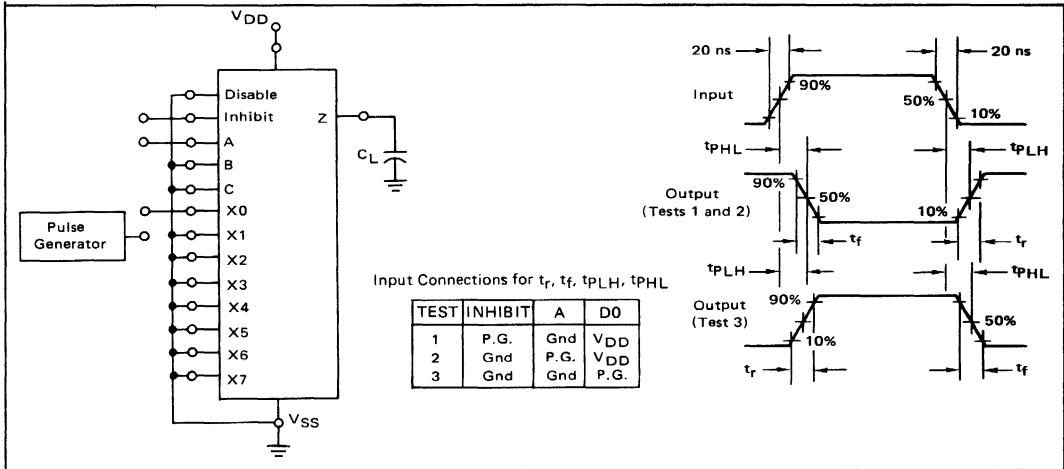 VDD
Disable
Inhibit
A
B
C
X0
X1
X2
X3
X4
X5
X6
X7
Z
CL
VSS
Pulse
Generator
Input Connections for tr, tf, tPLH, tPHL
TEST INHIBIT A D0
1 P.G. Gnd VDD
2 Gnd P.G. VDD
3 Gnd Gnd P.G.
20 ns 20 ns
Input 90% 50% 10%
tPHL tPLH
Output
(Tests 1 and 2)
90% 50% 10%
tf tr
tPLH tPHL
Output
(Test 3)
90% 10% 50%
tr tf